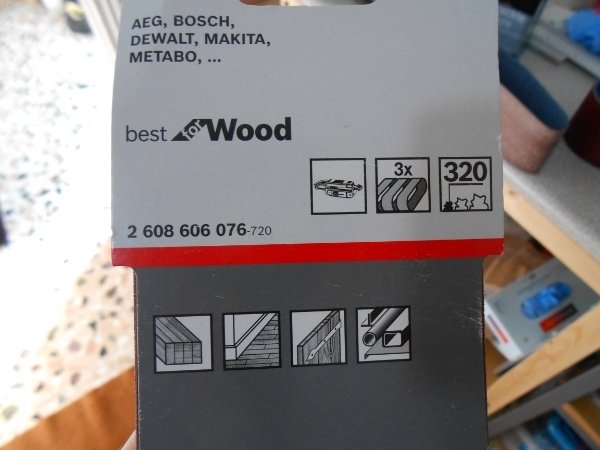 AEG, BOSCH,
DEWALT, MAKITA,
METABO, ...
best for Wood
3x
320
2 608 606 076-720